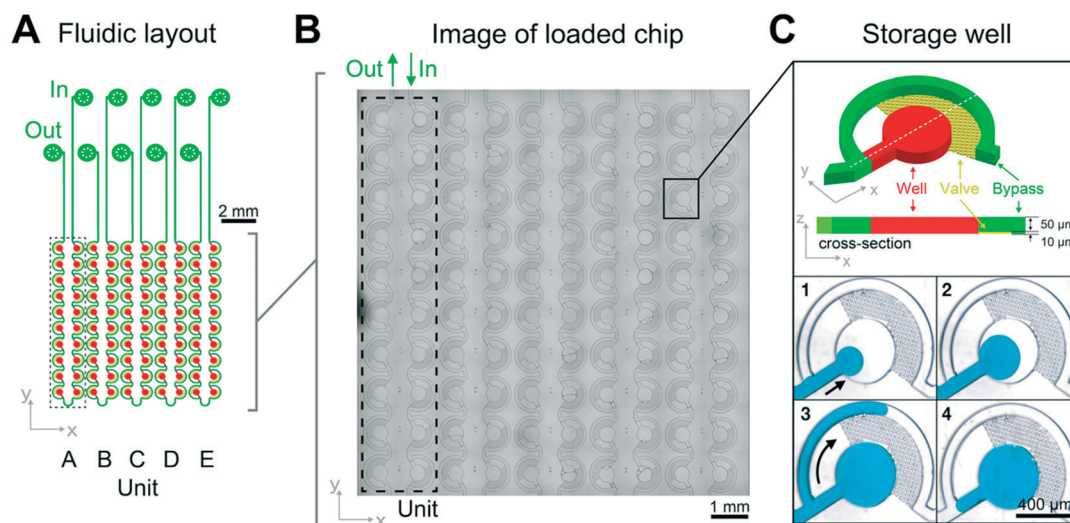 A Fluidic layout
In
Out
2 mm
y
x
A B C D E
Unit
B Image of loaded chip
Out In
y
x
Unit
1 mm
C Storage well
y
x
Well Valve Bypass
z
x
cross-section
50 µm
10 µm
1
2
3
4
400 µm